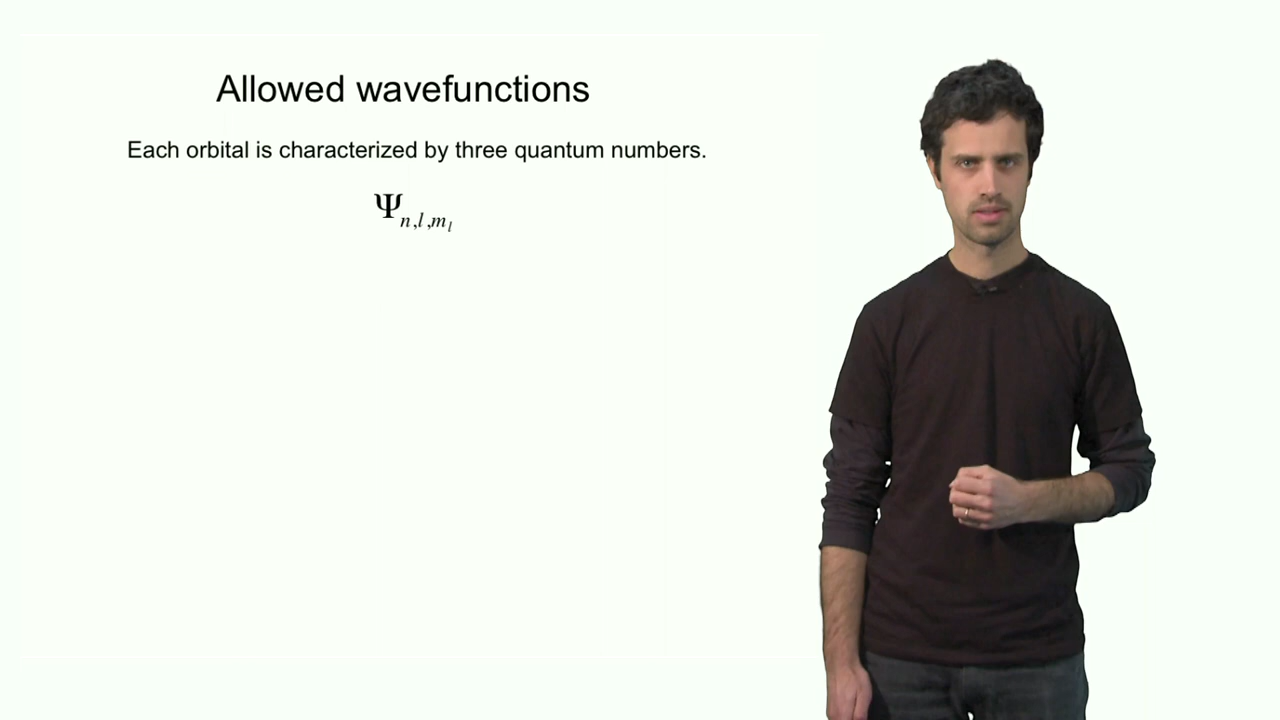 Allowed wavefunctions
Each orbital is characterized by three quantum numbers.
Ψn,l,ml